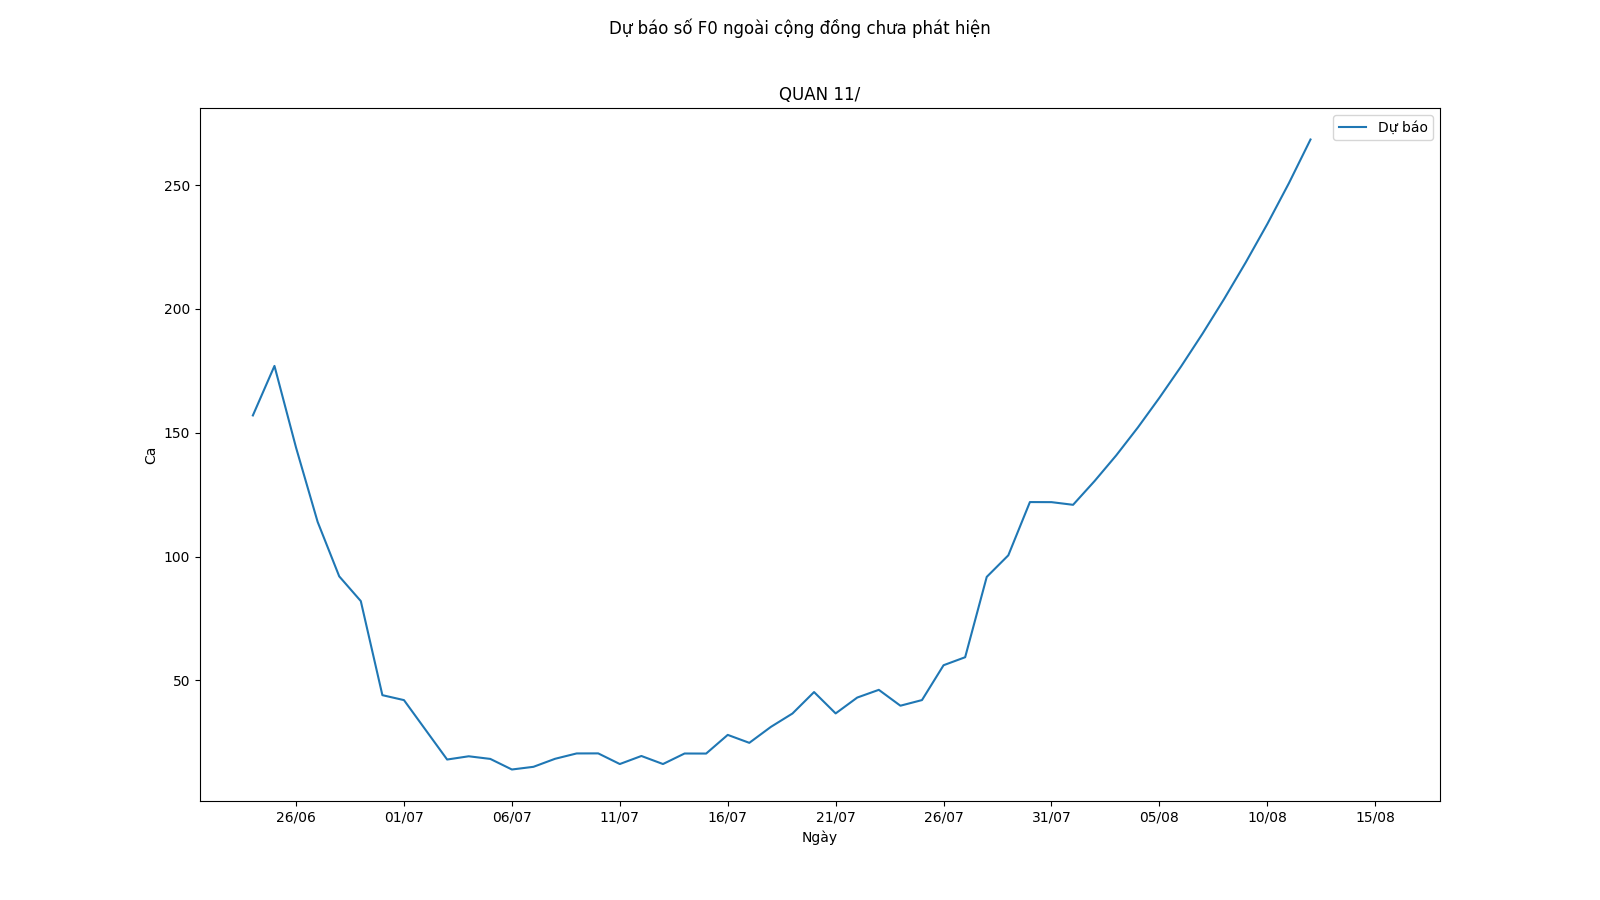 Dự báo số F0 ngoài cộng đồng chưa phát hiện
QUAN 11/
Dự báo
250
200
150
100
50
Ca
26/06 01/07 06/07 11/07 16/07 21/07 26/07 31/07 05/08 10/08 15/08
Ngày